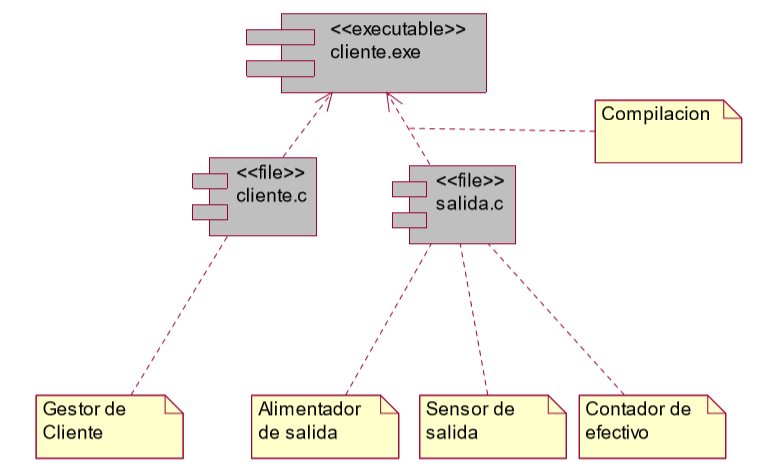 <<executable>>
cliente.exe
Compilacion
<<file>>
cliente.c
<<file>>
salida.c
Gestor de
Cliente
Alimentador
de salida
Sensor de
salida
Contador de
efectivo